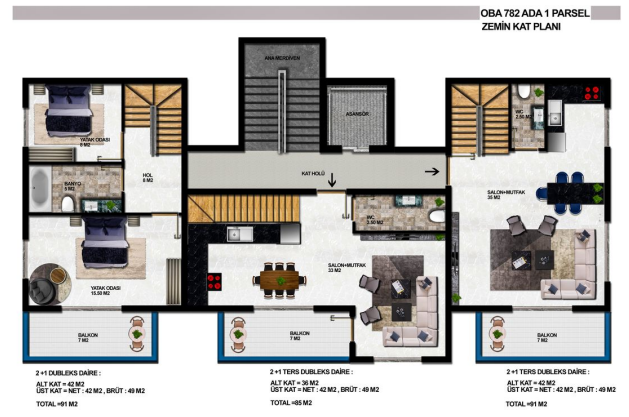 OBA 782 ADA 1 PARSEL
ZEMİN KAT PLANI
ANA MERDİVEN
ASANSÖR
WC
2.50 M2
YATAK ODASI
8 M2
HOL
8 M2
BANYO
5 M2
KAT HOLÜ
SALON+MUTFAK
35 M2
WC
3.50 M2
YATAK ODASI
15.50 M2
SALON+MUTFAK
33 M2
BALKON
7 M2
BALKON
7 M2
BALKON
7 M2
2 +1 DUBLEKS DAİRE :
ALT KAT = 42 M2
ÜST KAT = NET : 42 M2 , BRÜT : 49 M2
TOTAL =91 M2
2 +1 TERS DUBLEKS DAİRE :
ALT KAT = 36 M2
ÜST KAT = NET : 42 M2 , BRÜT : 49 M2
TOTAL =85 M2
2 +1 TERS DUBLEKS DAİRE :
ALT KAT = 42 M2
ÜST KAT = NET : 42 M2 , BRÜT : 49 M2
TOTAL =91 M2